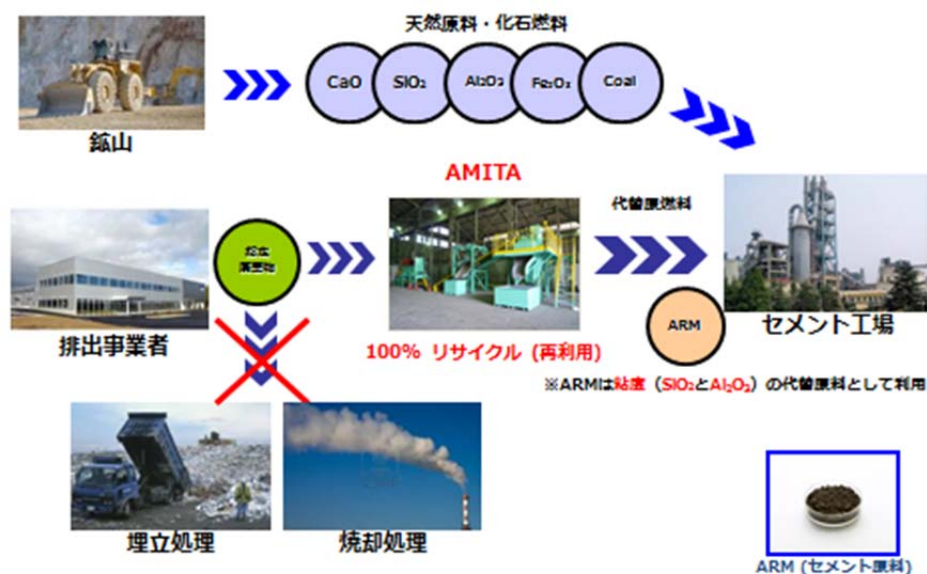 天然原料・化石燃料
CaO
SiO₂
Al₂O₃
Fe₂O₃
Coal
鉱山
AMITA
代替原燃料
排出事業者
100% リサイクル (再利用)
ARM
セメント工場
※ARMは粘度（SiO₂とAl₂O₃）の代替原料として利用
埋立処理
焼却処理
ARM (セメント原料)